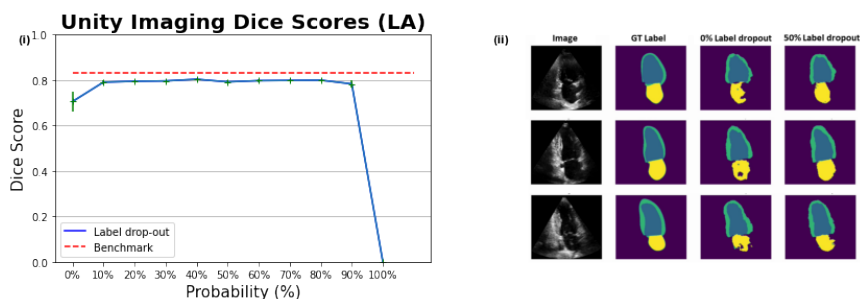 Unity Imaging Dice Scores (LA)
(i)
1.0
0.8
0.6
0.4
0.2
0.0
Dice Score
Label drop-out
Benchmark
0% 10% 20% 30% 40% 50% 60% 70% 80% 90% 100%
Probability (%)
(ii)
Image GT Label 0% Label dropout 50% Label dropout